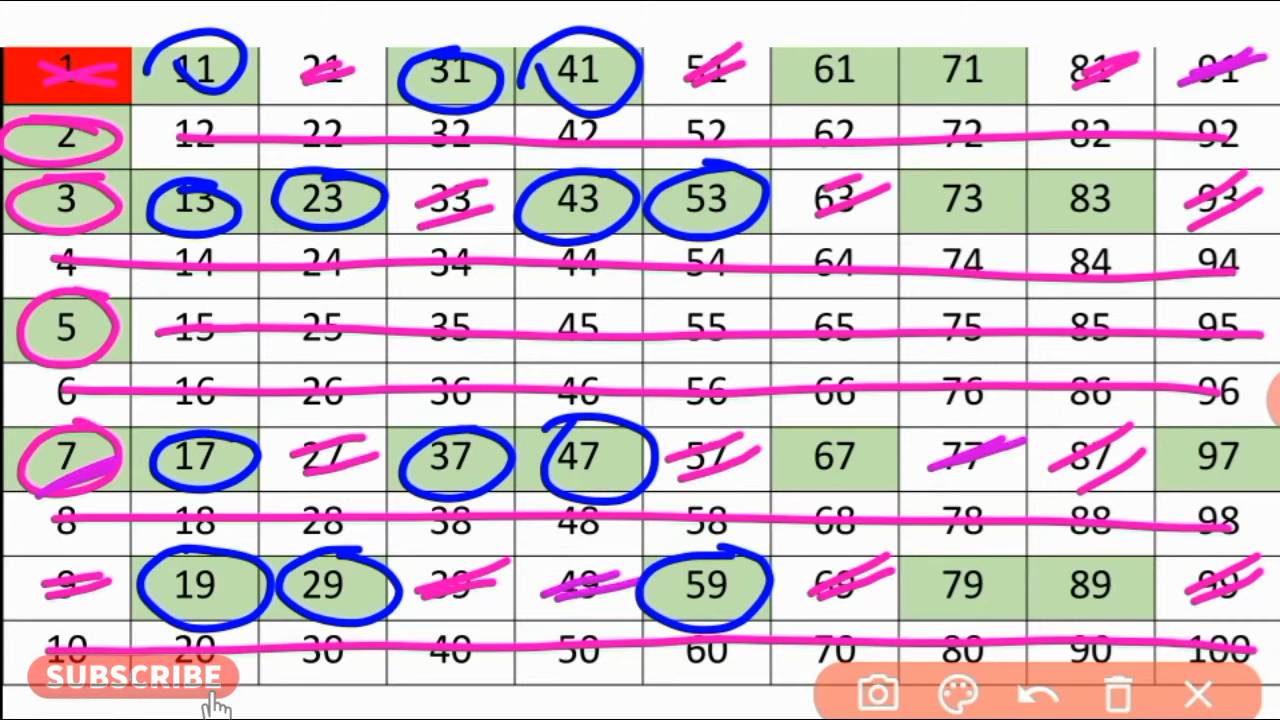 1 11 21 31 41 51 61 71 81 91
2 12 22 32 42 52 62 72 82 92
3 13 23 33 43 53 63 73 83 93
4 14 24 34 44 54 64 74 84 94
5 15 25 35 45 55 65 75 85 95
6 16 26 36 46 56 66 76 86 96
7 17 27 37 47 57 67 77 87 97
8 18 28 38 48 58 68 78 88 98
9 19 29 39 49 59 69 79 89 99
10 20 30 40 50 60 70 80 90 100
SUBSCRIBE